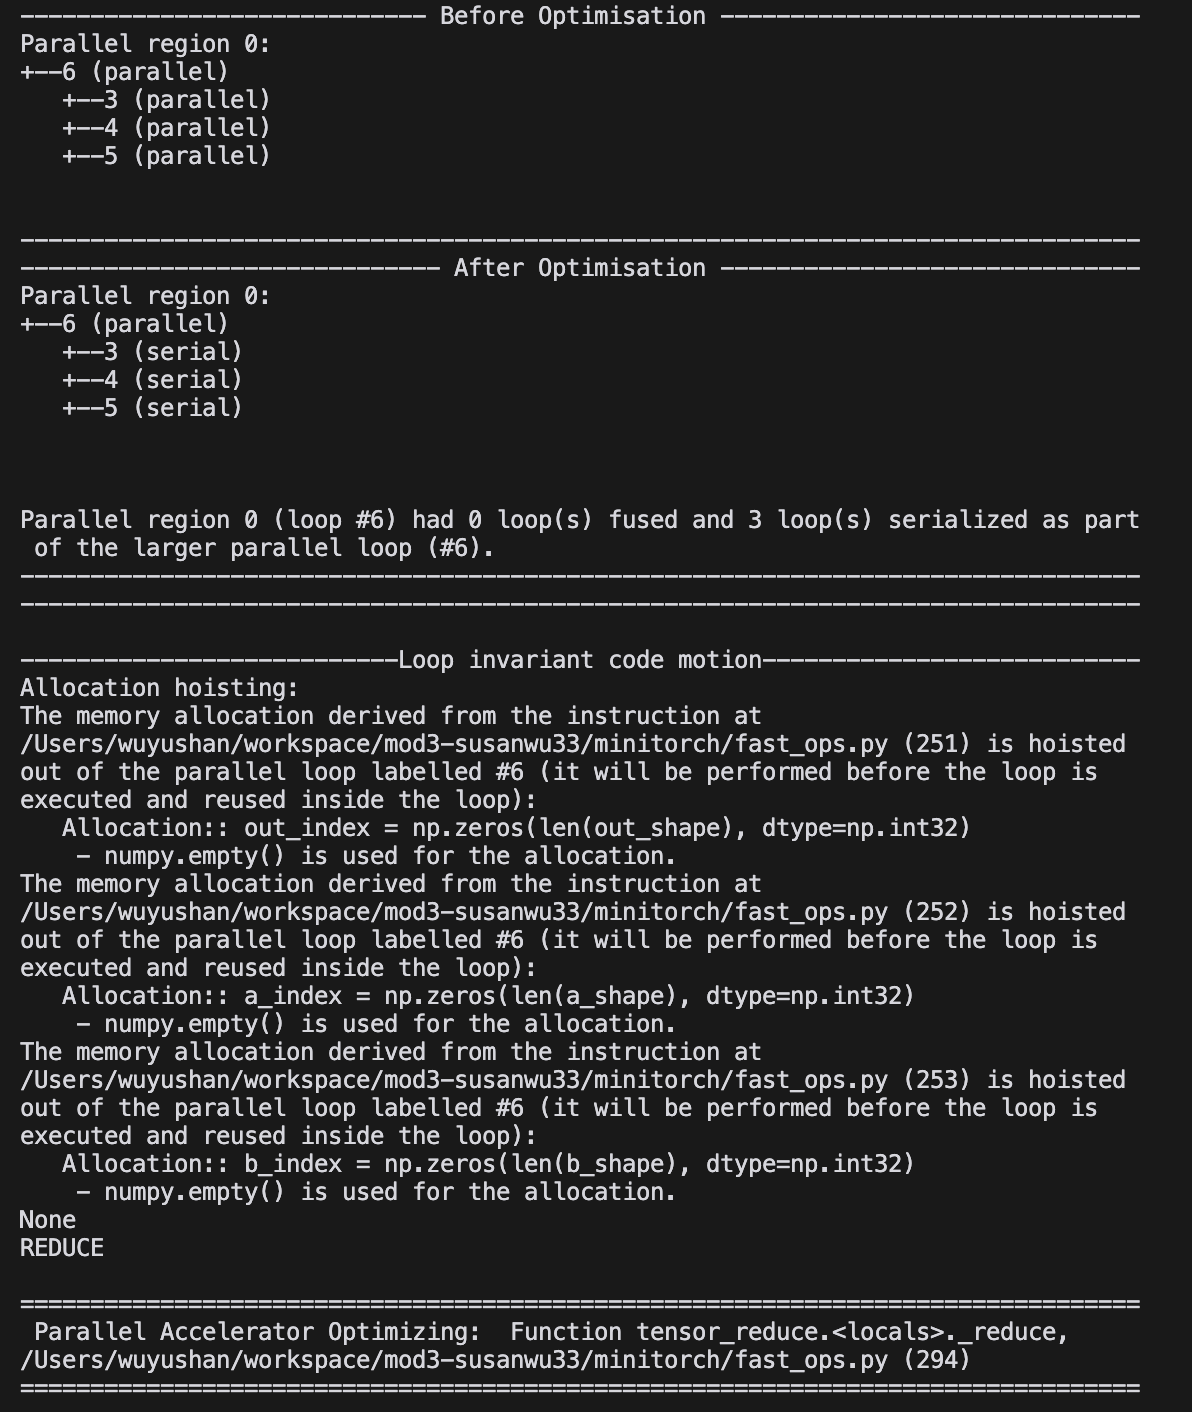 ----------------------------- Before Optimisation ------------------------------
Parallel region 0:
+--6 (parallel)
   +--3 (parallel)
   +--4 (parallel)
   +--5 (parallel)
--------------------------------------------------------------------------------
------------------------------ After Optimisation ------------------------------
Parallel region 0:
+--6 (parallel)
   +--3 (serial)
   +--4 (serial)
   +--5 (serial)
Parallel region 0 (loop #6) had 0 loop(s) fused and 3 loop(s) serialized as part
 of the larger parallel loop (#6).
--------------------------------------------------------------------------------
--------------------------------------------------------------------------------
---------------------------Loop invariant code motion---------------------------
Allocation hoisting:
The memory allocation derived from the instruction at
/Users/wuyushan/workspace/mod3-susanwu33/minitorch/fast_ops.py (251) is hoisted
out of the parallel loop labelled #6 (it will be performed before the loop is
executed and reused inside the loop):
   Allocation:: out_index = np.zeros(len(out_shape), dtype=np.int32)
    - numpy.empty() is used for the allocation.
The memory allocation derived from the instruction at
/Users/wuyushan/workspace/mod3-susanwu33/minitorch/fast_ops.py (252) is hoisted
out of the parallel loop labelled #6 (it will be performed before the loop is
executed and reused inside the loop):
   Allocation:: a_index = np.zeros(len(a_shape), dtype=np.int32)
    - numpy.empty() is used for the allocation.
The memory allocation derived from the instruction at
/Users/wuyushan/workspace/mod3-susanwu33/minitorch/fast_ops.py (253) is hoisted
out of the parallel loop labelled #6 (it will be performed before the loop is
executed and reused inside the loop):
   Allocation:: b_index = np.zeros(len(b_shape), dtype=np.int32)
    - numpy.empty() is used for the allocation.
None
REDUCE
================================================================================
 Parallel Accelerator Optimizing:  Function tensor_reduce.<locals>._reduce,
/Users/wuyushan/workspace/mod3-susanwu33/minitorch/fast_ops.py (294)
================================================================================